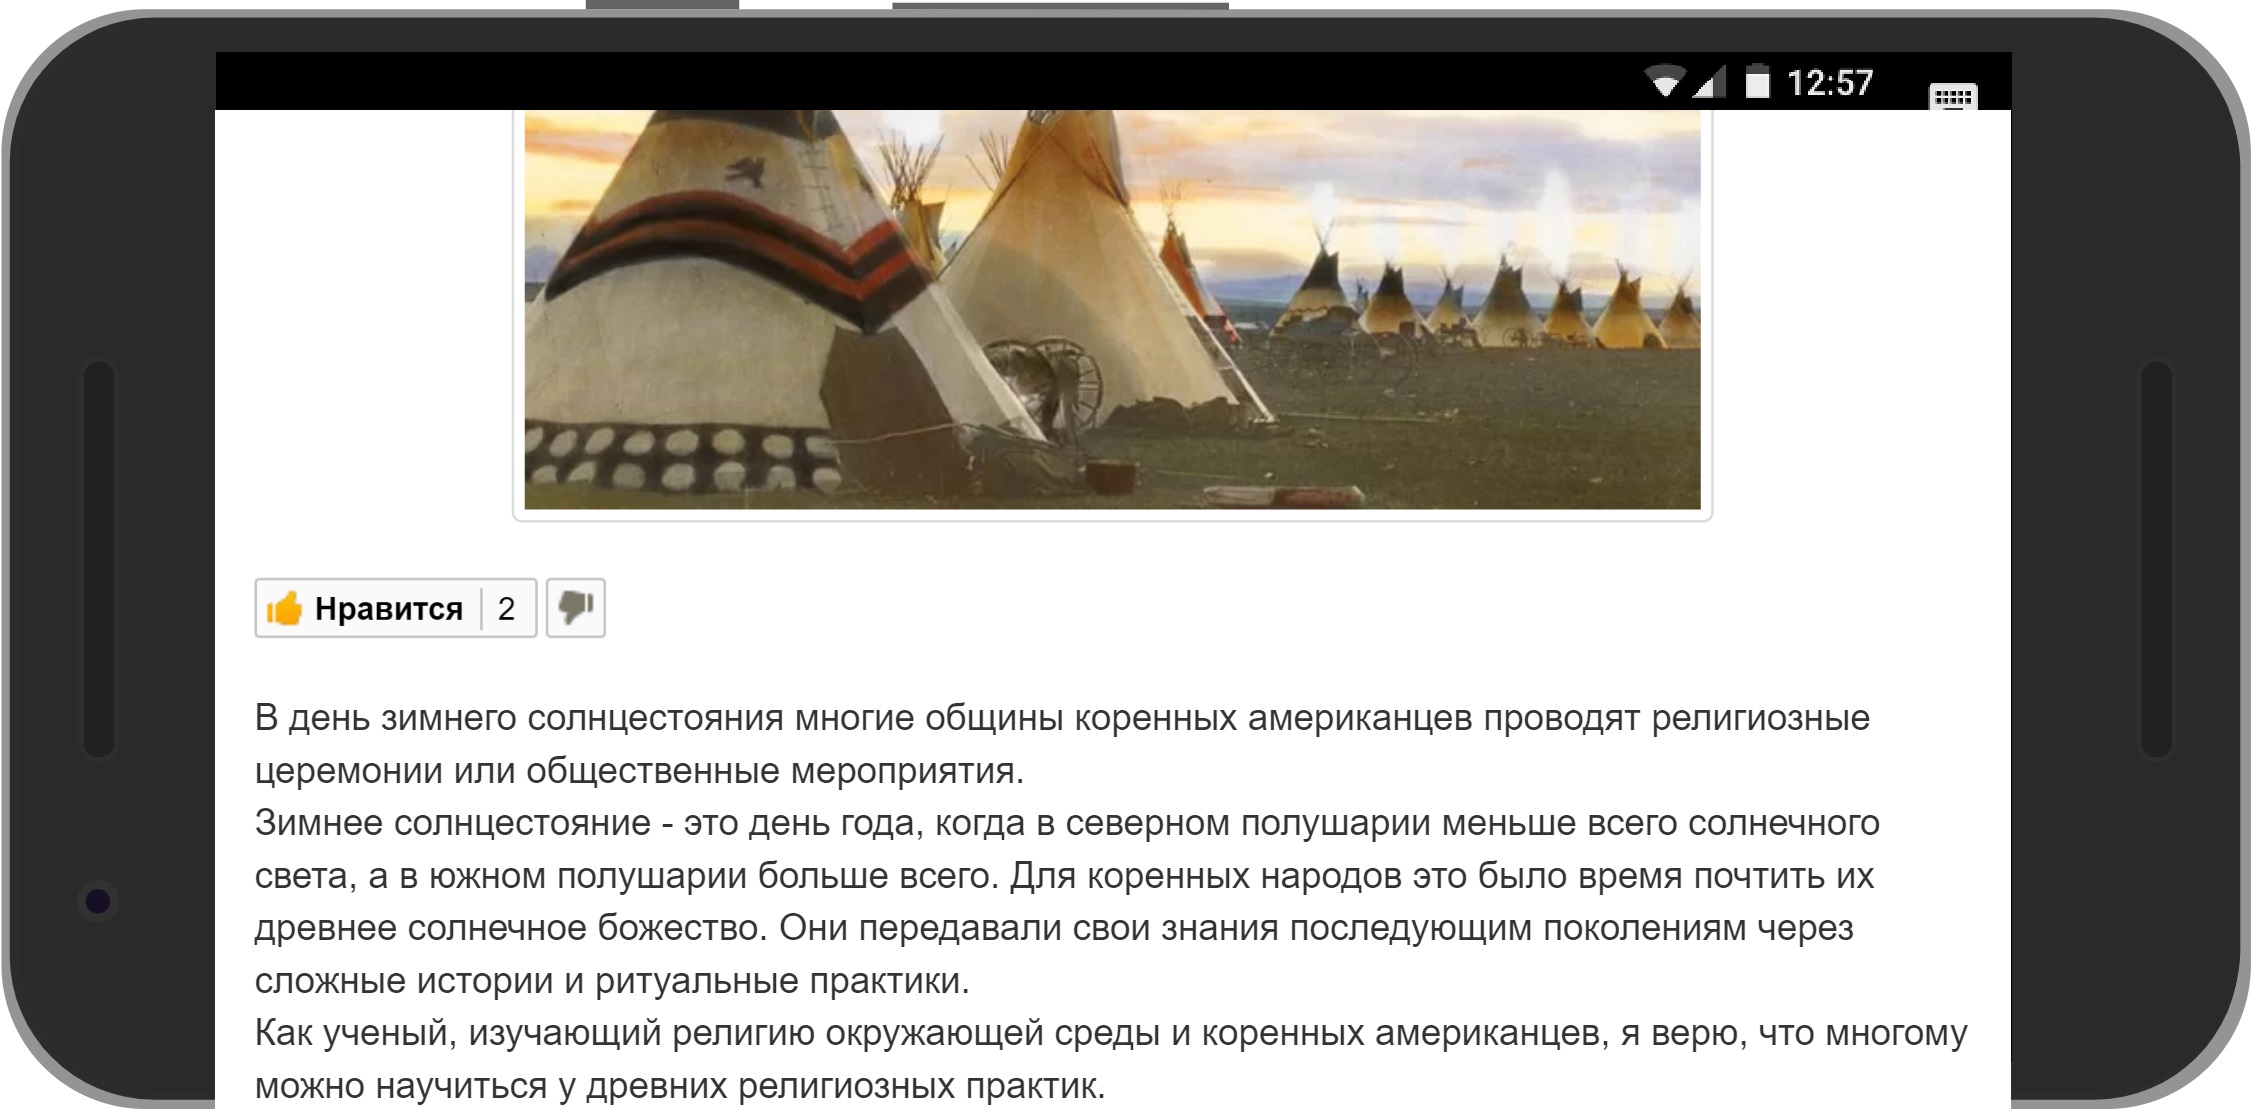 12:57
Нравится 2
В день зимнего солнцестояния многие общины коренных американцев проводят религиозные
церемонии или общественные мероприятия.
Зимнее солнцестояние - это день года, когда в северном полушарии меньше всего солнечного
света, а в южном полушарии больше всего. Для коренных народов это было время почтить их
древнее солнечное божество. Они передавали свои знания последующим поколениям через
сложные истории и ритуальные практики.
Как ученый, изучающий религию окружающей среды и коренных американцев, я верю, что многому
можно научиться у древних религиозных практик.